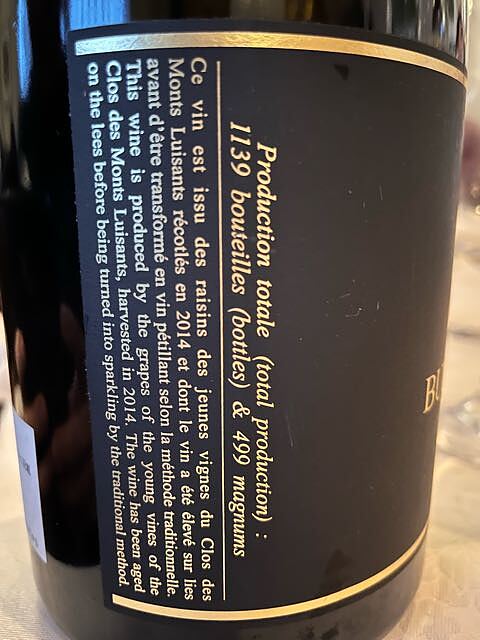 Production totale (total production) :
1139 bouteilles (bottles) & 499 magnums
Ce vin est issu des raisins des jeunes vignes du Clos des
Monts Luisants récotlés en 2014 et dont le vin a été élevé sur lies
avant d'être transformé en vin pétillant selon la méthode traditionnelle.
This wine is produced by the grapes of the young vines of the
Clos des Monts Luisants, harvested in 2014. The wine has been aged
on the lees before being turned into sparkling by the traditional method.